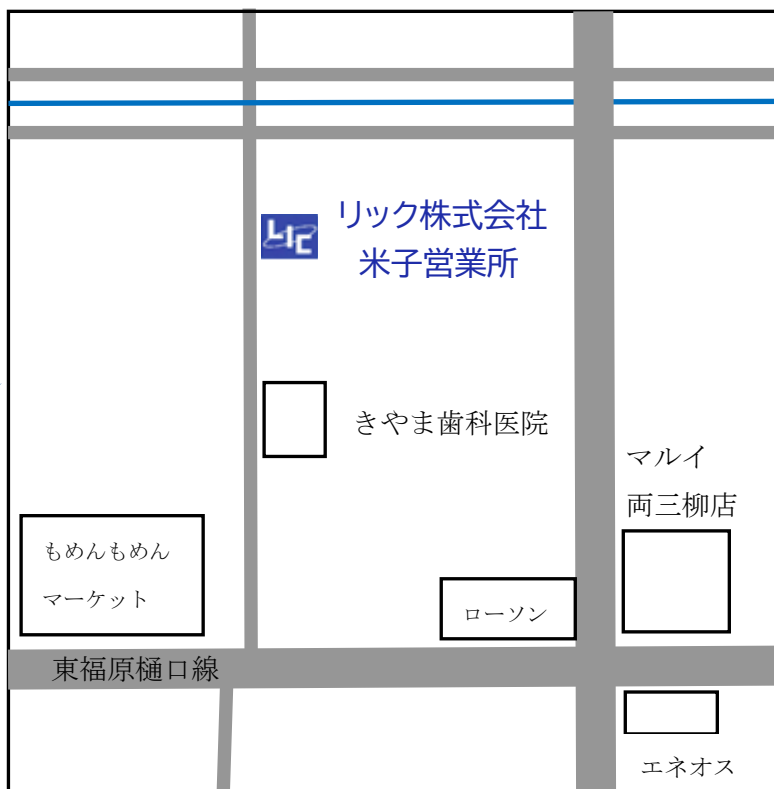 LIC
リック株式会社
米子営業所
きやま歯科医院
マルイ
両三柳店
もめんもめん
マーケット
ローソン
東福原樋口線
エネオス